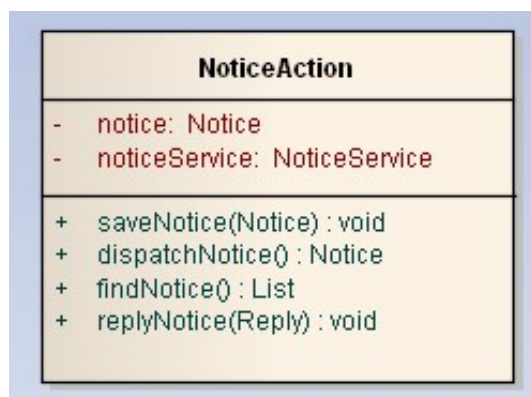 NoticeAction
- notice: Notice
- noticeService: NoticeService
+ saveNotice(Notice) : void
+ dispatchNotice() : Notice
+ findNotice() : List
+ replyNotice(Reply) : void